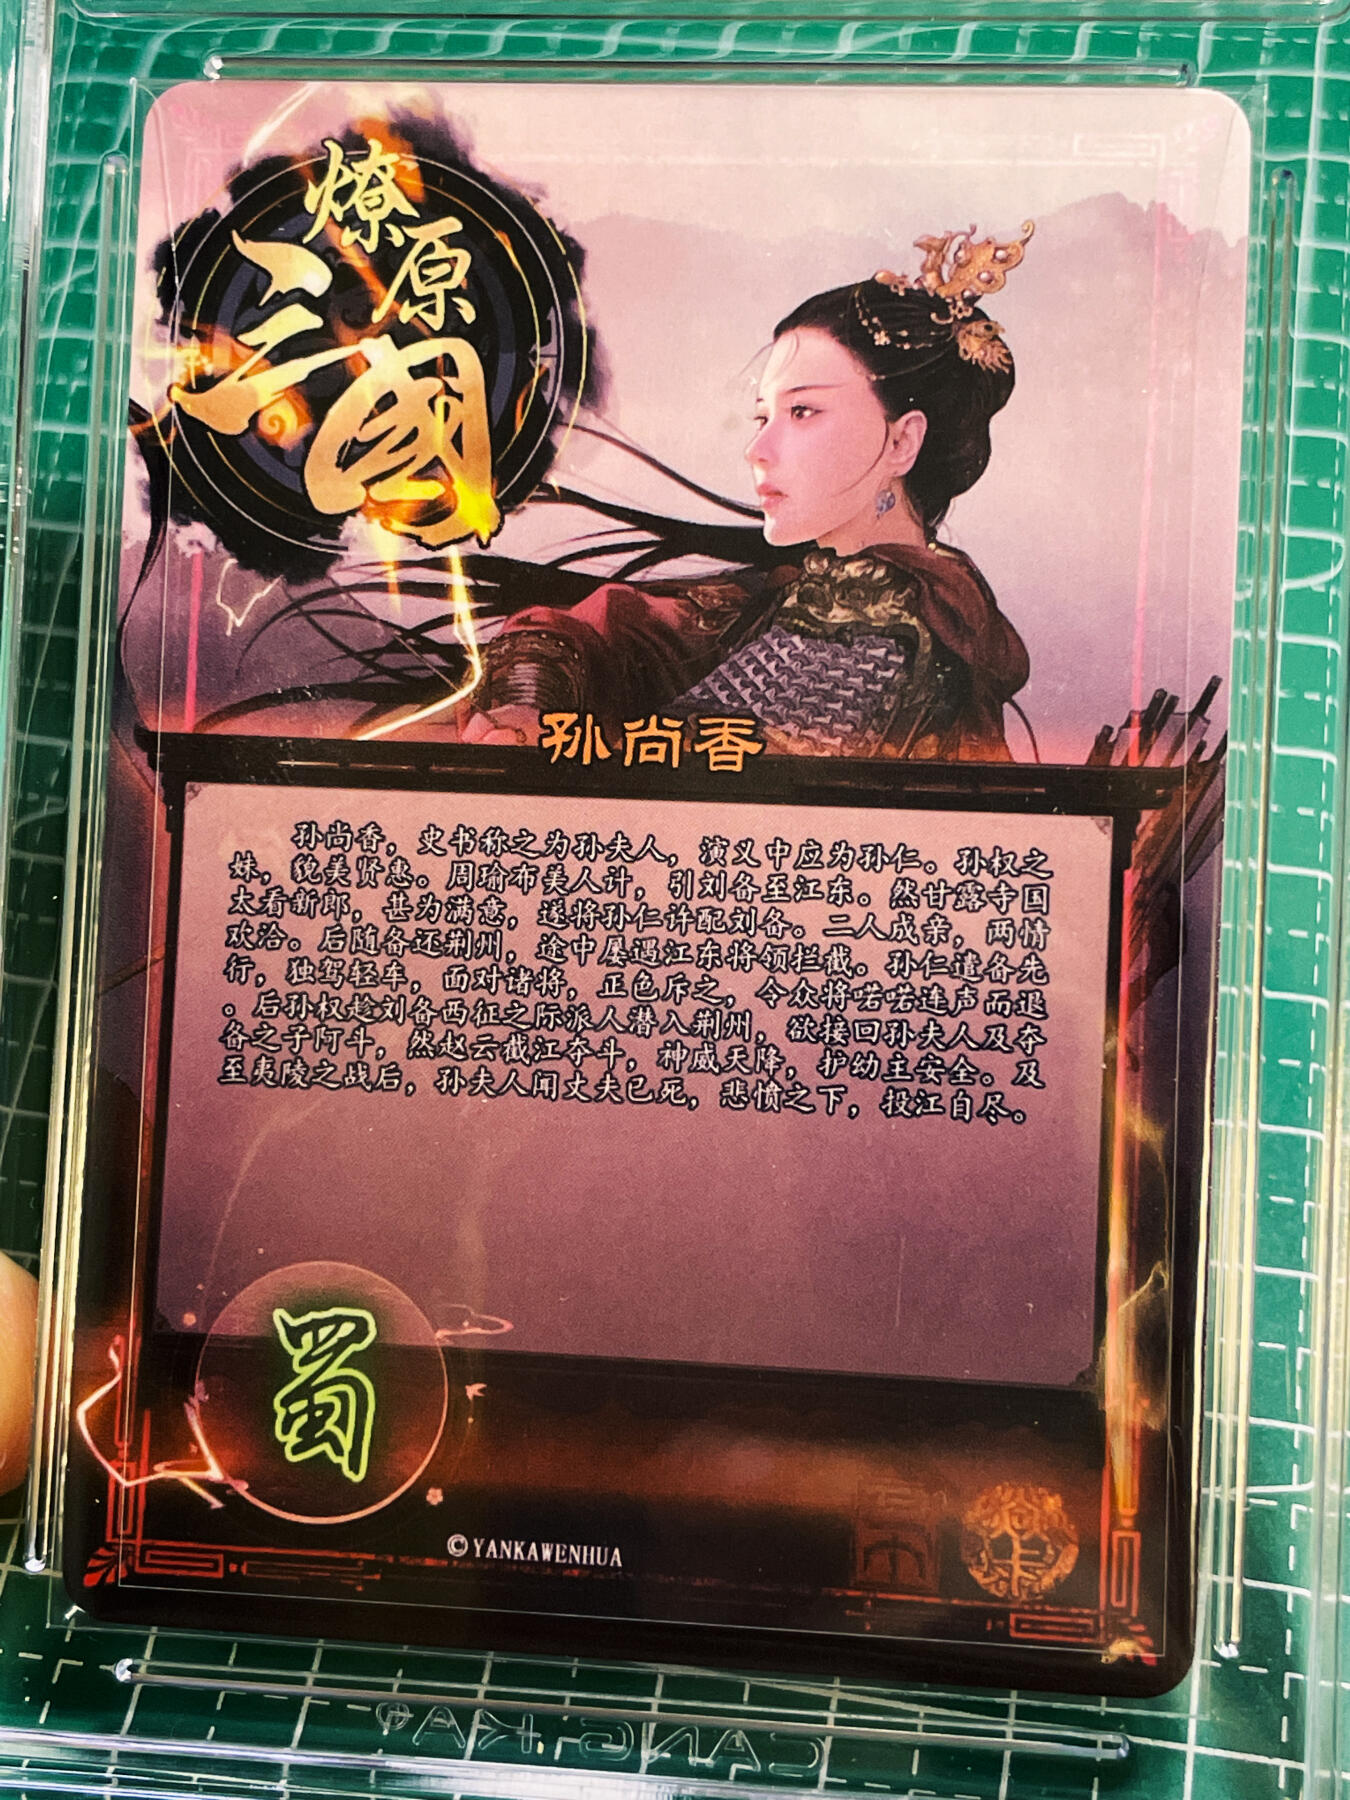 燎原
三國
孙尚香
孙尚香，史书称之为孙夫人，演义中应为孙仁。孙权之
妹，貌美贤惠。周瑜布美人计，引刘备至江东。然甘露寺国
太看新郎，甚为满意，遂将孙仁许配刘备。二人成亲，两情
欢洽。后随备还荆州，途中屡遇江东将领拦截。孙仁遣备先
行，独驾轻车，面对诸将，正色斥之，令众将喏喏连声而退
。后孙权趁刘备西征之际派人潜入荆州，欲接回孙夫人及夺
备之子阿斗，然赵云截江夺斗，神威天降，护幼主安全。及
至夷陵之战后，孙夫人闻丈夫已死，悲愤之下，投江自尽。
蜀
©YANKAWENHUA
CANG·KA®